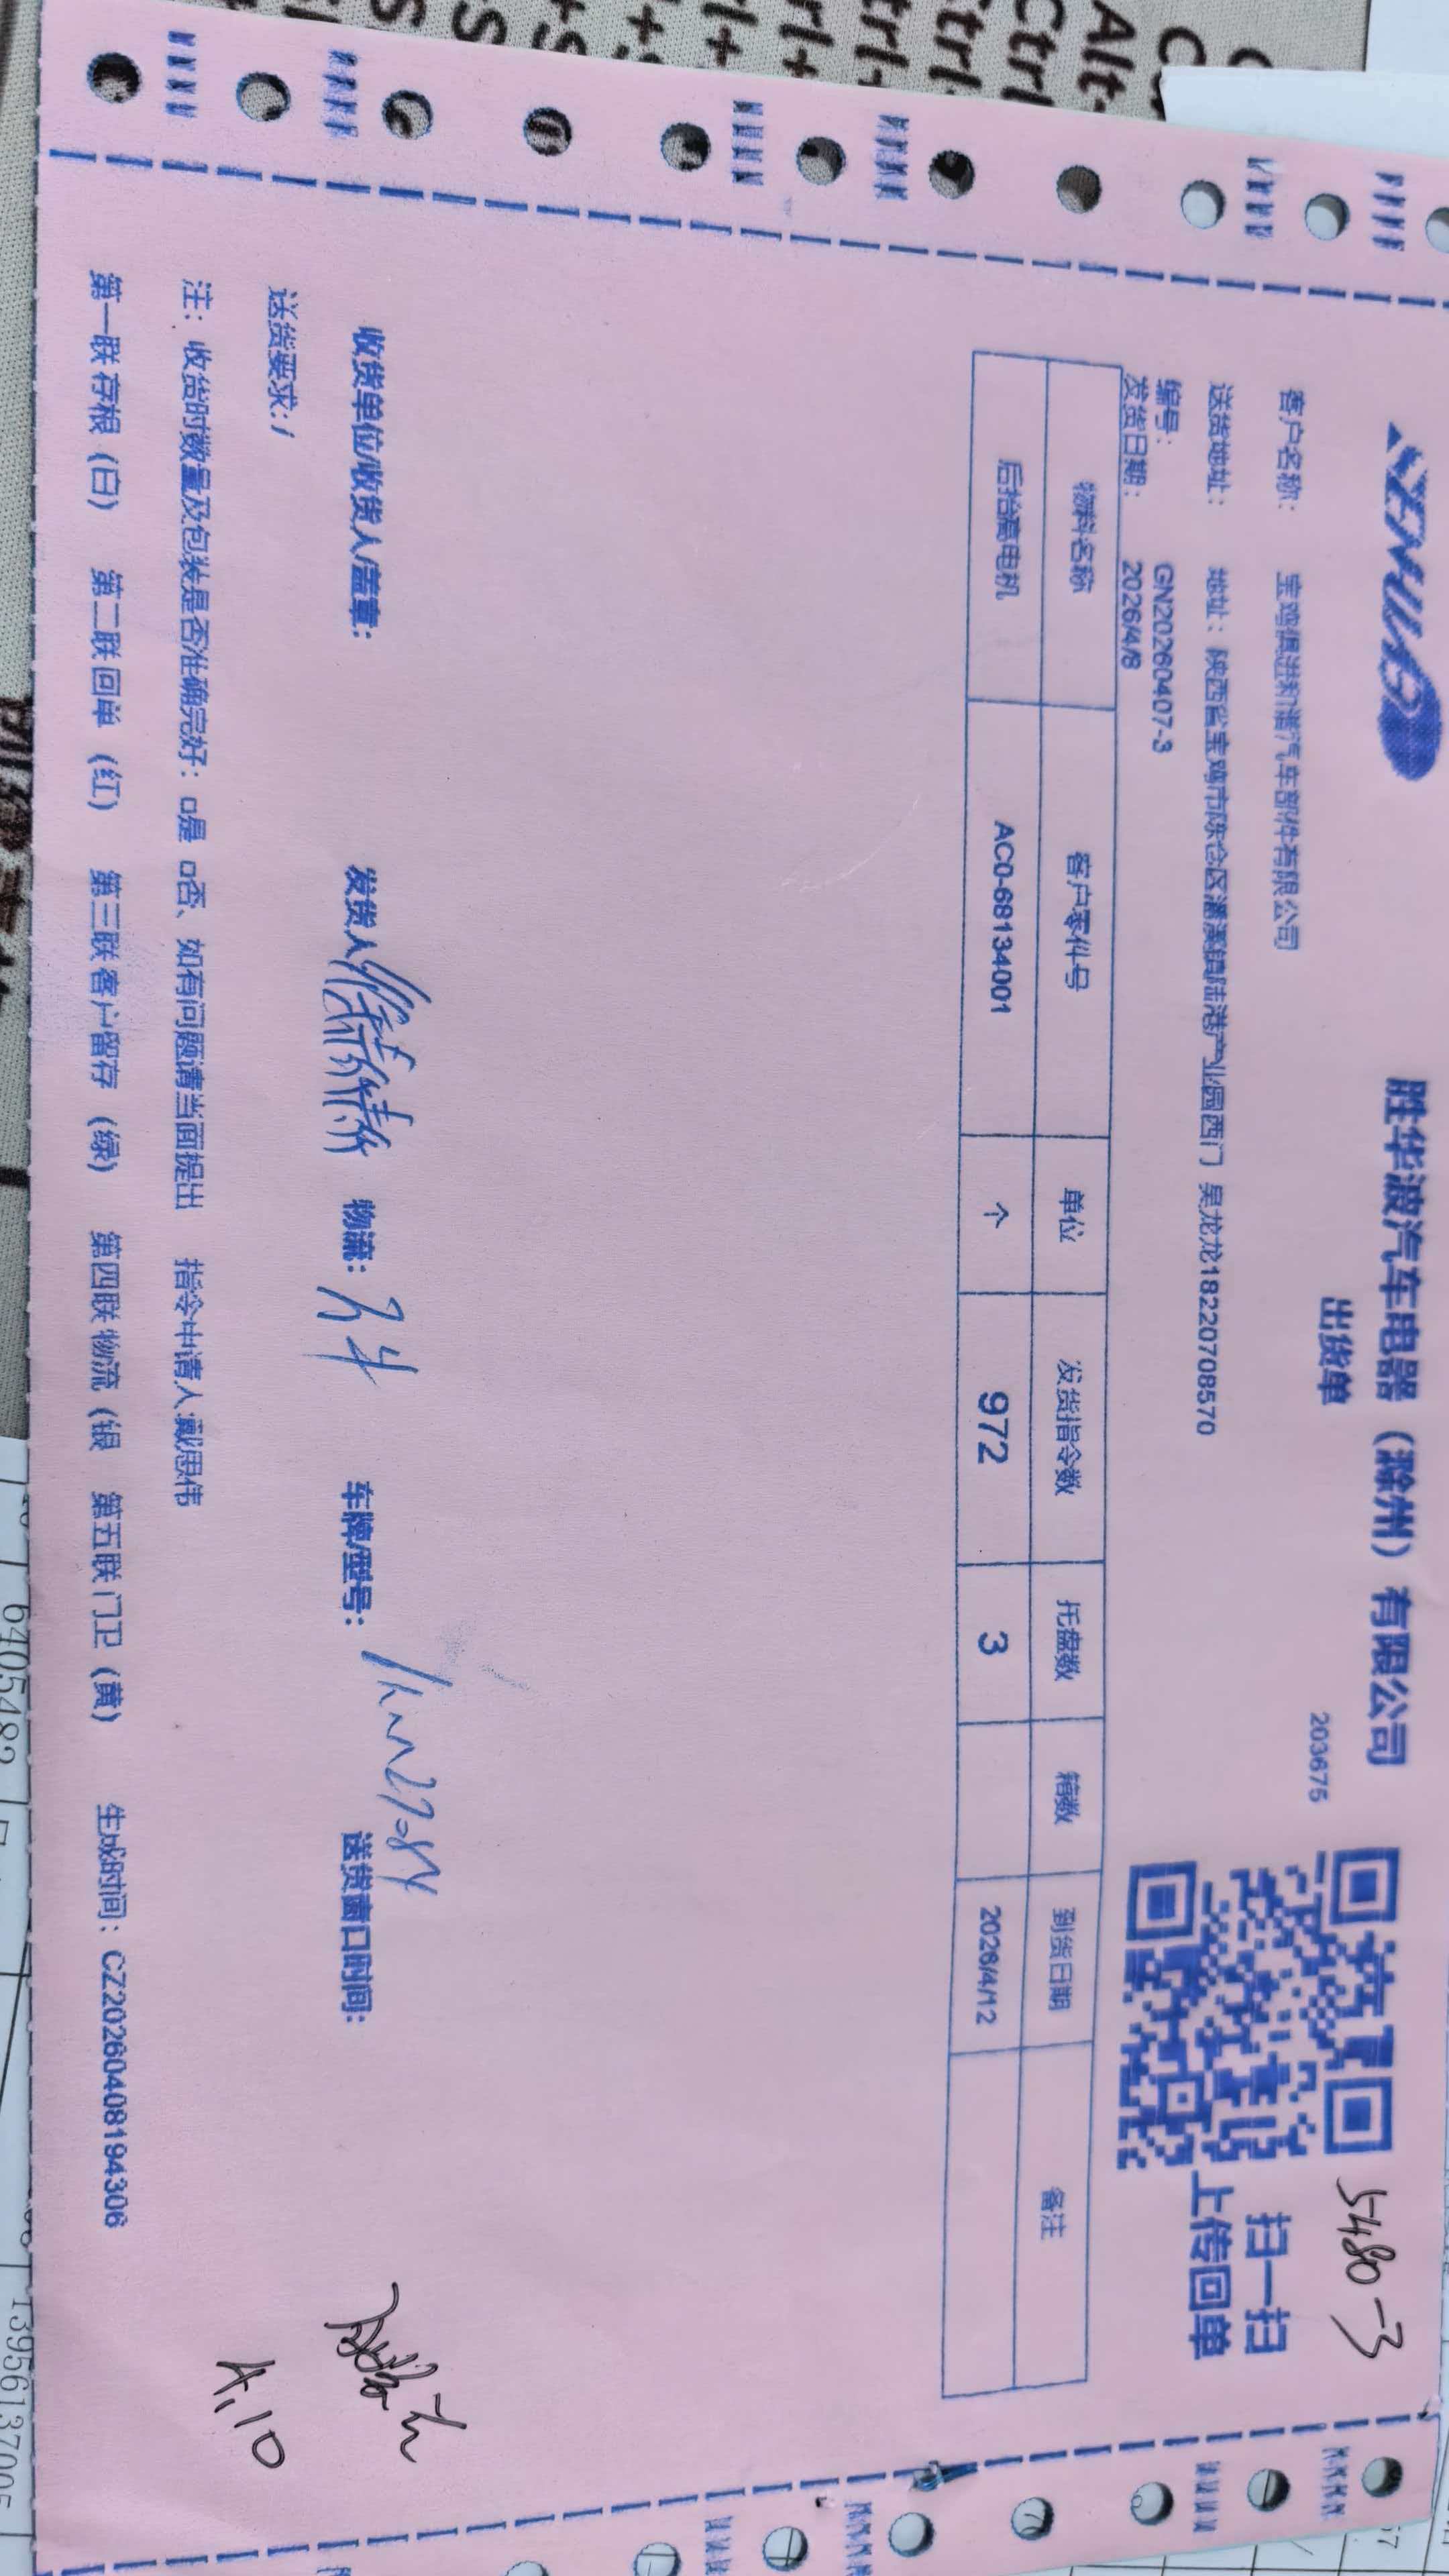 SHENGHUABO
胜华波汽车电器（滁州）有限公司
出货单
203675
5480-3
扫一扫
上传回单
客户名称： 宝鸡佩进和谐汽车部件有限公司
送货地址： 地址：陕西省宝鸡市陈仓区潘溪镇陆港产业园西门 吴龙龙18220708570
编号： GN20260407-3
发货日期： 2026/4/8
物料名称 客户零件号 单位 发货指令数 托盘数 箱数 到货日期 备注
后抬高电机 AC0-68134001 个 972 3 2026/4/12
收货单位/收货人/盖章： 发货人 物流： 车牌/型号： 送货窗口时间：
送货要求：/
4.10
注：收货时数量及包装是否准确完好：□是 □否、如有问题请当面提出 指令申请人:戴思伟
第一联存根（白） 第二联回单（红） 第三联客户留存（绿） 第四联物流（银 第五联门卫（黄） 生成时间：CZ20260408194306